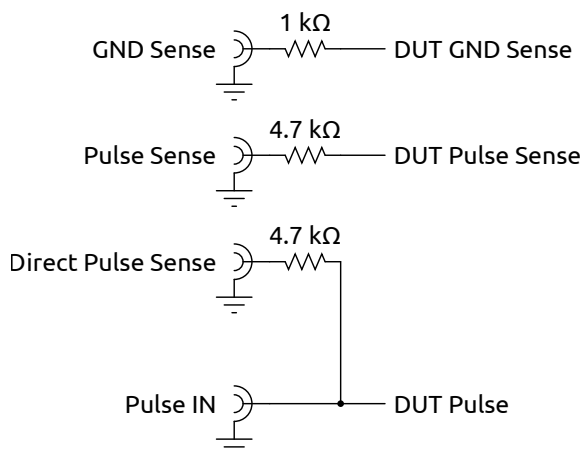 1 kΩ
GND Sense DUT GND Sense
4.7 kΩ
Pulse Sense DUT Pulse Sense
4.7 kΩ
Direct Pulse Sense
Pulse IN DUT Pulse